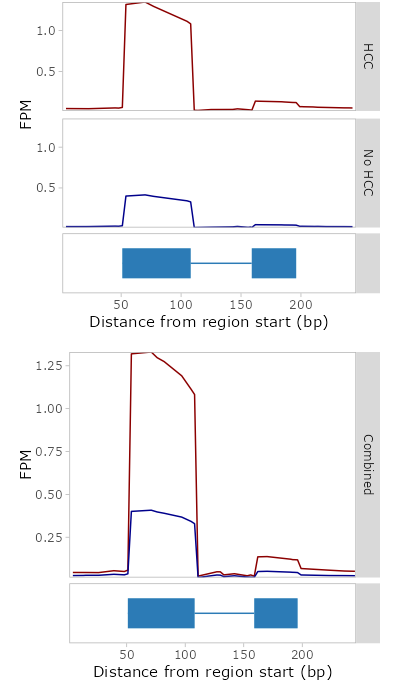 1.0
0.5
HCC
FPM
1.0
0.5
No HCC
50 100 150 200
Distance from region start (bp)
1.25
1.00
0.75
0.50
0.25
FPM
Combined
50 100 150 200
Distance from region start (bp)